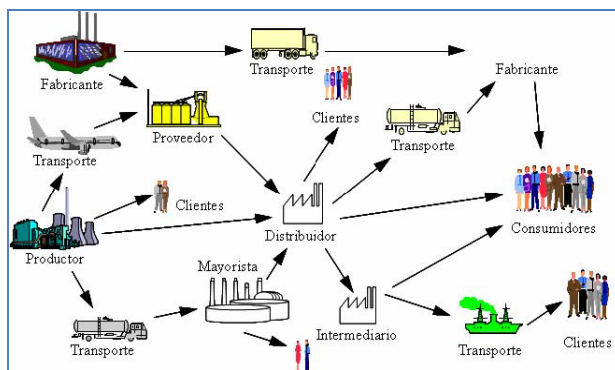 Fabricante
Transporte
Fabricante
Proveedor
Clientes
Transporte
Transporte
Clientes
Productor
Distribuidor
Consumidores
Mayorista
Transporte
Intermediario
Transporte
Clientes